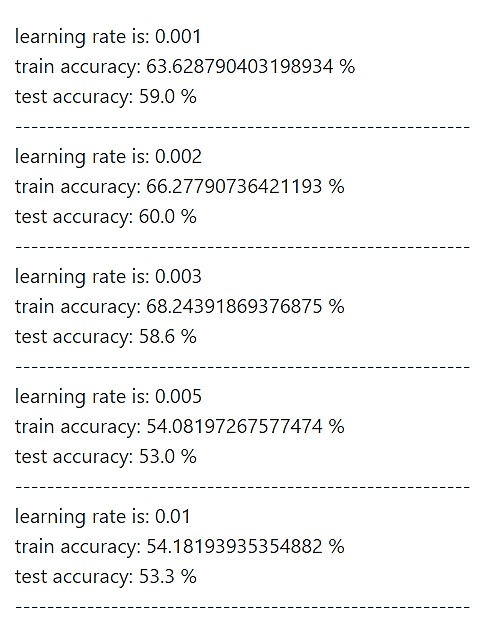 learning rate is: 0.001
train accuracy: 63.628790403198934 %
test accuracy: 59.0 %
---------------------------------------------------------
learning rate is: 0.002
train accuracy: 66.27790736421193 %
test accuracy: 60.0 %
---------------------------------------------------------
learning rate is: 0.003
train accuracy: 68.24391869376875 %
test accuracy: 58.6 %
---------------------------------------------------------
learning rate is: 0.005
train accuracy: 54.08197267577474 %
test accuracy: 53.0 %
---------------------------------------------------------
learning rate is: 0.01
train accuracy: 54.18193935354882 %
test accuracy: 53.3 %
---------------------------------------------------------